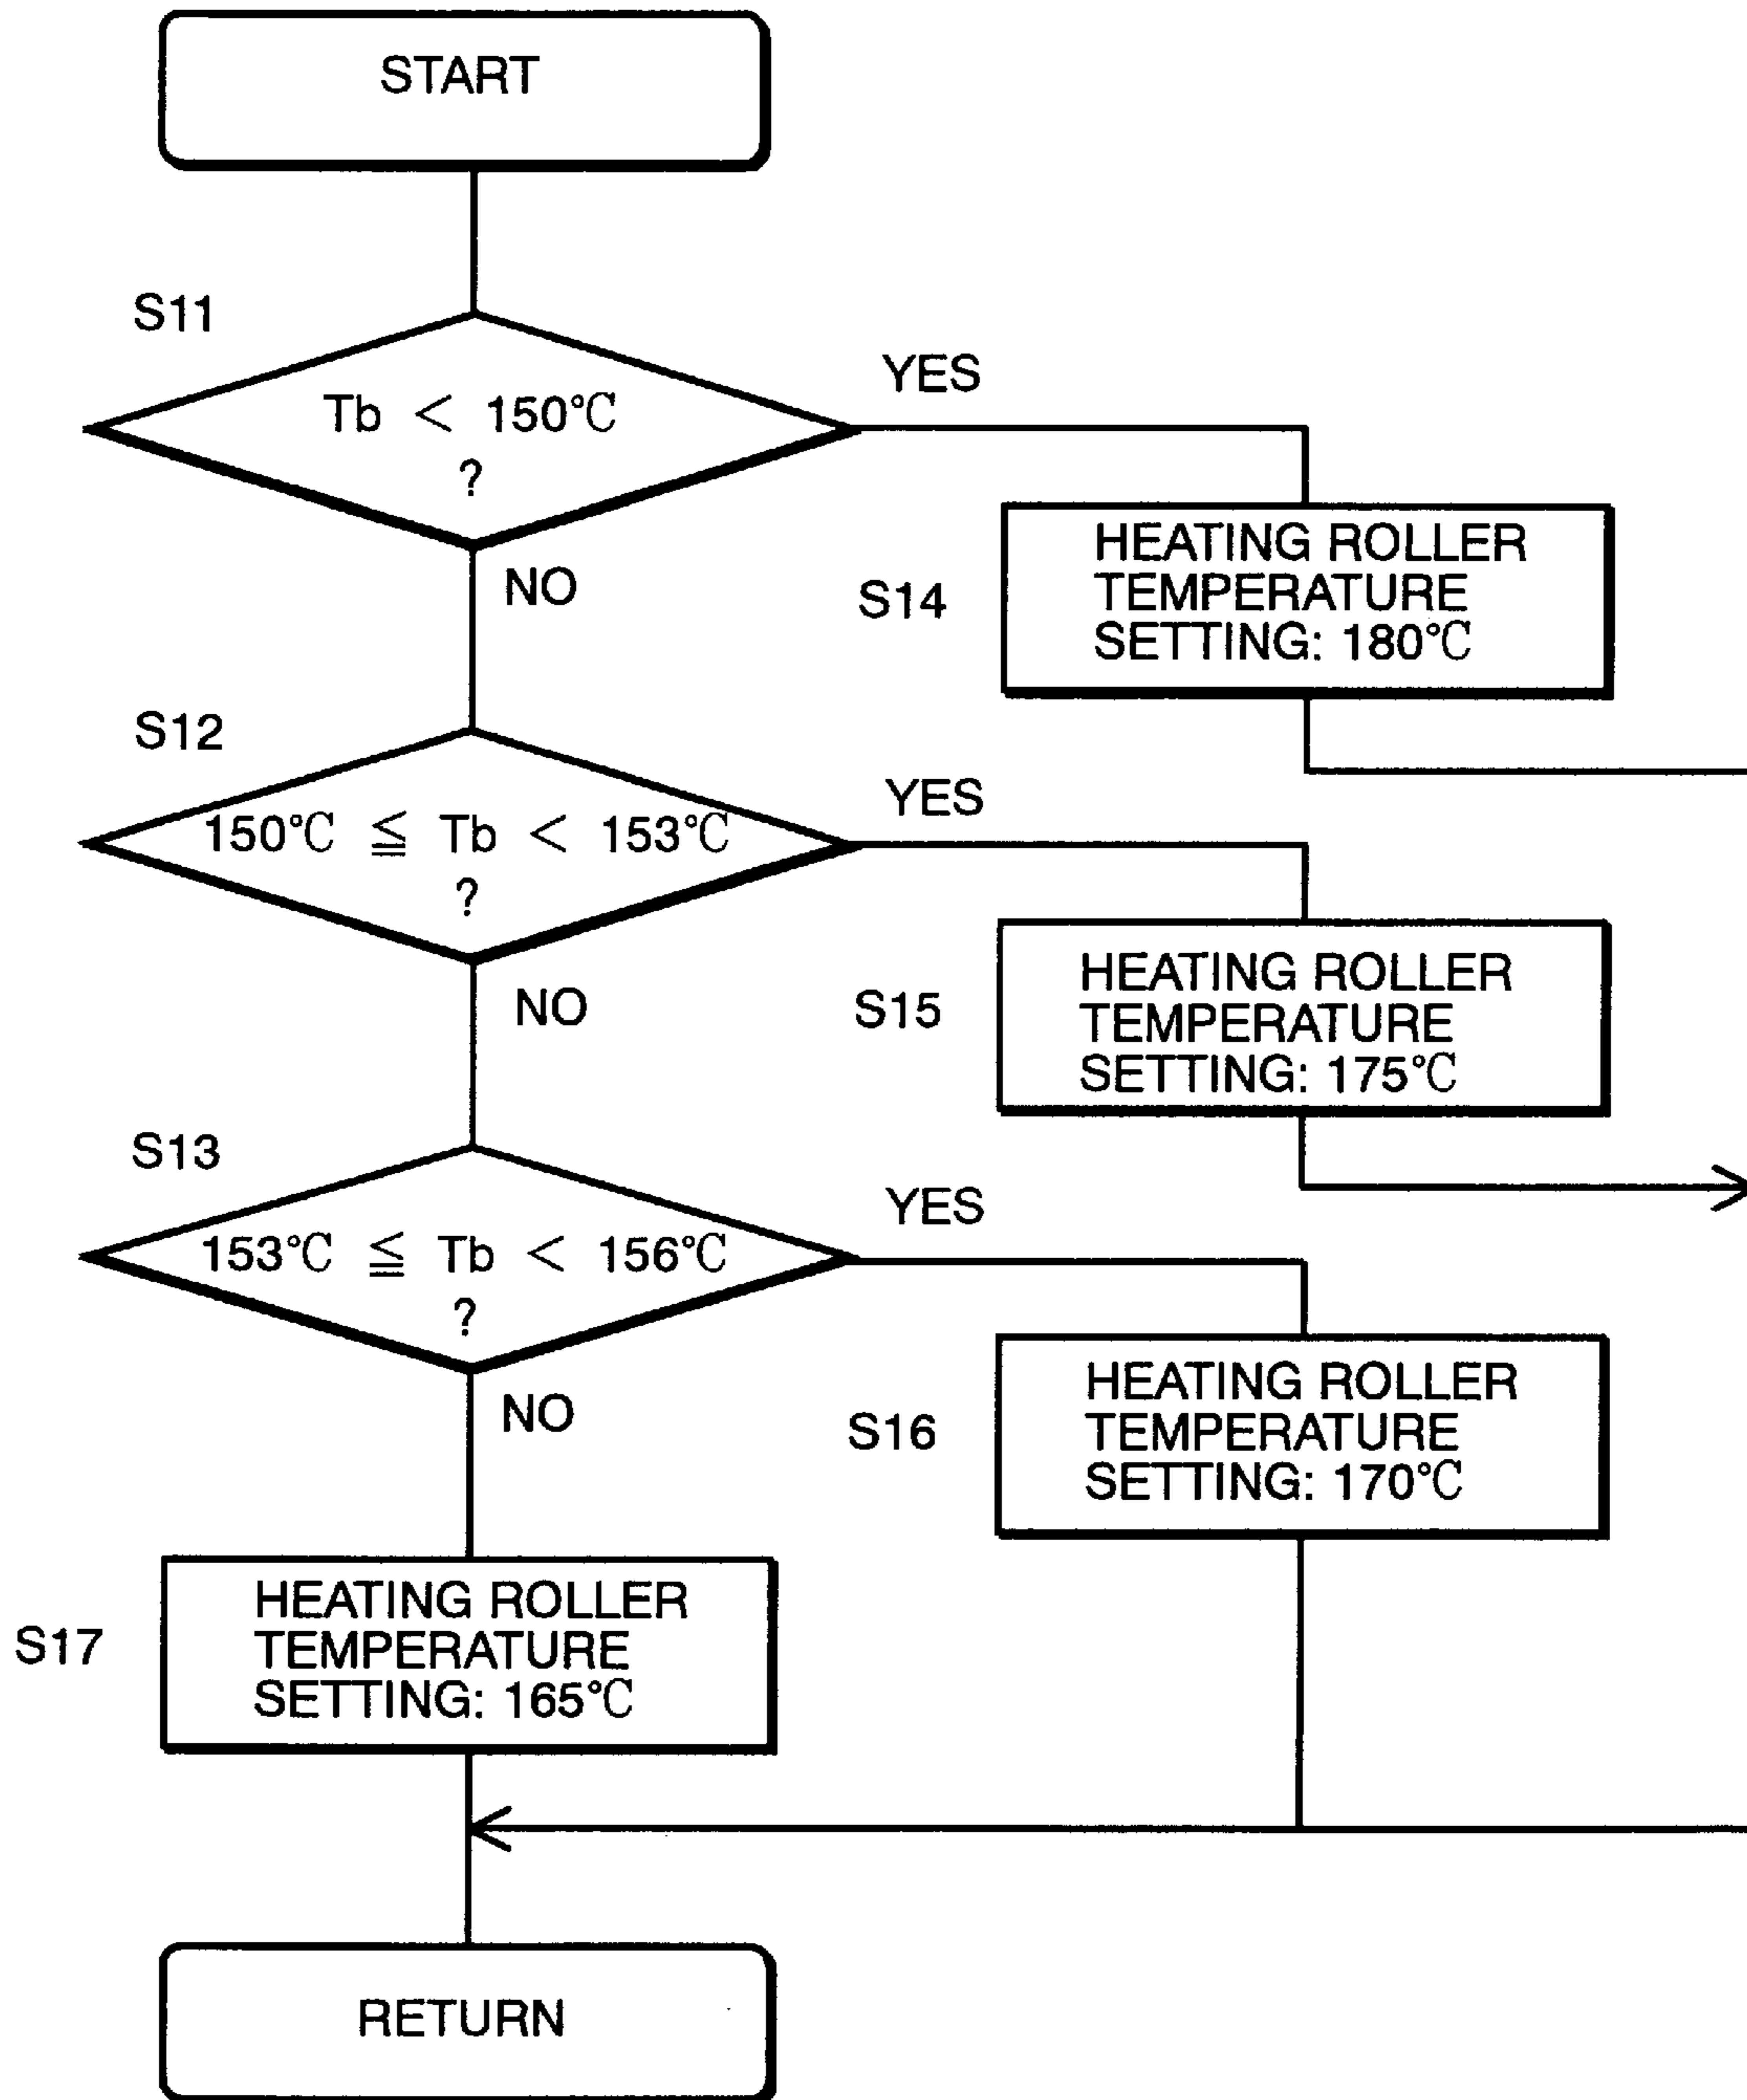 START
S11
Tb < 150℃
?
YES
NO
S14
HEATING ROLLER
TEMPERATURE
SETTING: 180℃
S12
150℃ ≦ Tb < 153℃
?
YES
NO
S15
HEATING ROLLER
TEMPERATURE
SETTING: 175℃
S13
153℃ ≦ Tb < 156℃
?
YES
NO
S16
HEATING ROLLER
TEMPERATURE
SETTING: 170℃
S17
HEATING ROLLER
TEMPERATURE
SETTING: 165℃
RETURN